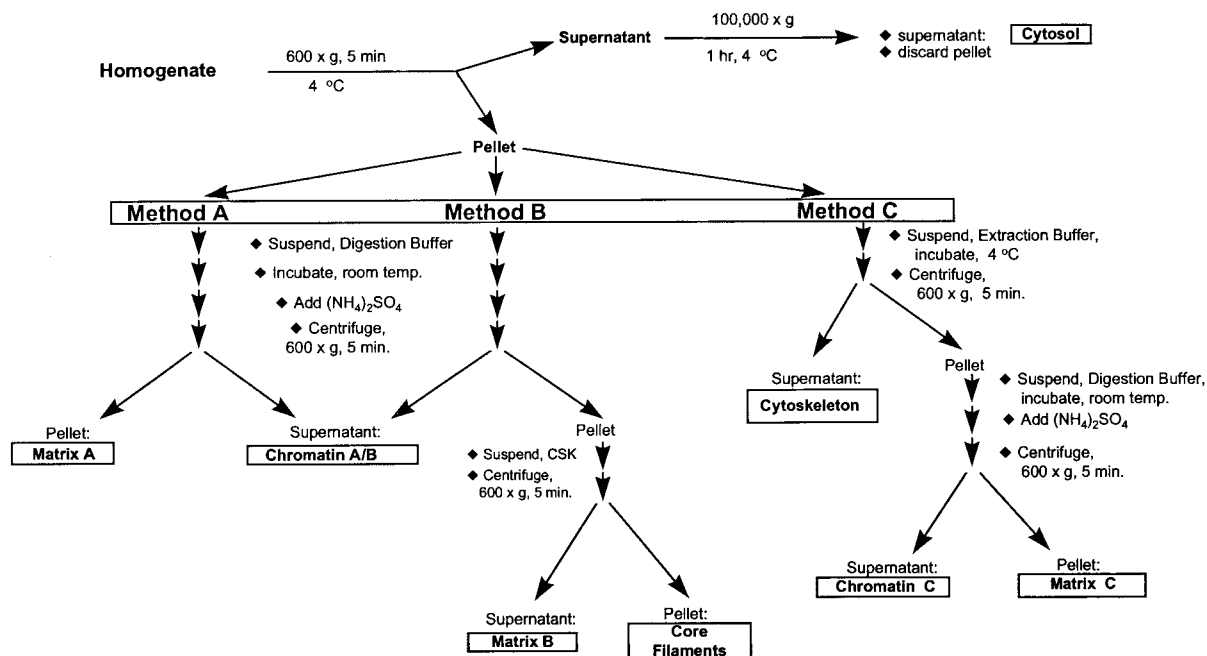 100,000 x g
Supernatant
◆ supernatant: Cytosol
◆ discard pellet
1 hr, 4 °C
600 x g, 5 min
Homogenate
4 °C
Pellet
Method A Method B Method C
◆ Suspend, Digestion Buffer
◆ Incubate, room temp.
◆ Add (NH4)2SO4
◆ Centrifuge,
600 x g, 5 min.
◆ Suspend, Extraction Buffer,
incubate, 4 °C
◆ Centrifuge,
600 x g, 5 min.
Pellet:
Matrix A
Supernatant:
Chromatin A/B
Pellet
◆ Suspend, CSK
◆ Centrifuge,
600 x g, 5 min.
Supernatant:
Matrix B
Pellet:
Core
Filaments
Supernatant:
Cytoskeleton
Pellet
◆ Suspend, Digestion Buffer,
incubate, room temp.
◆ Add (NH4)2SO4
◆ Centrifuge,
600 x g, 5 min.
Supernatant:
Chromatin C
Pellet:
Matrix C